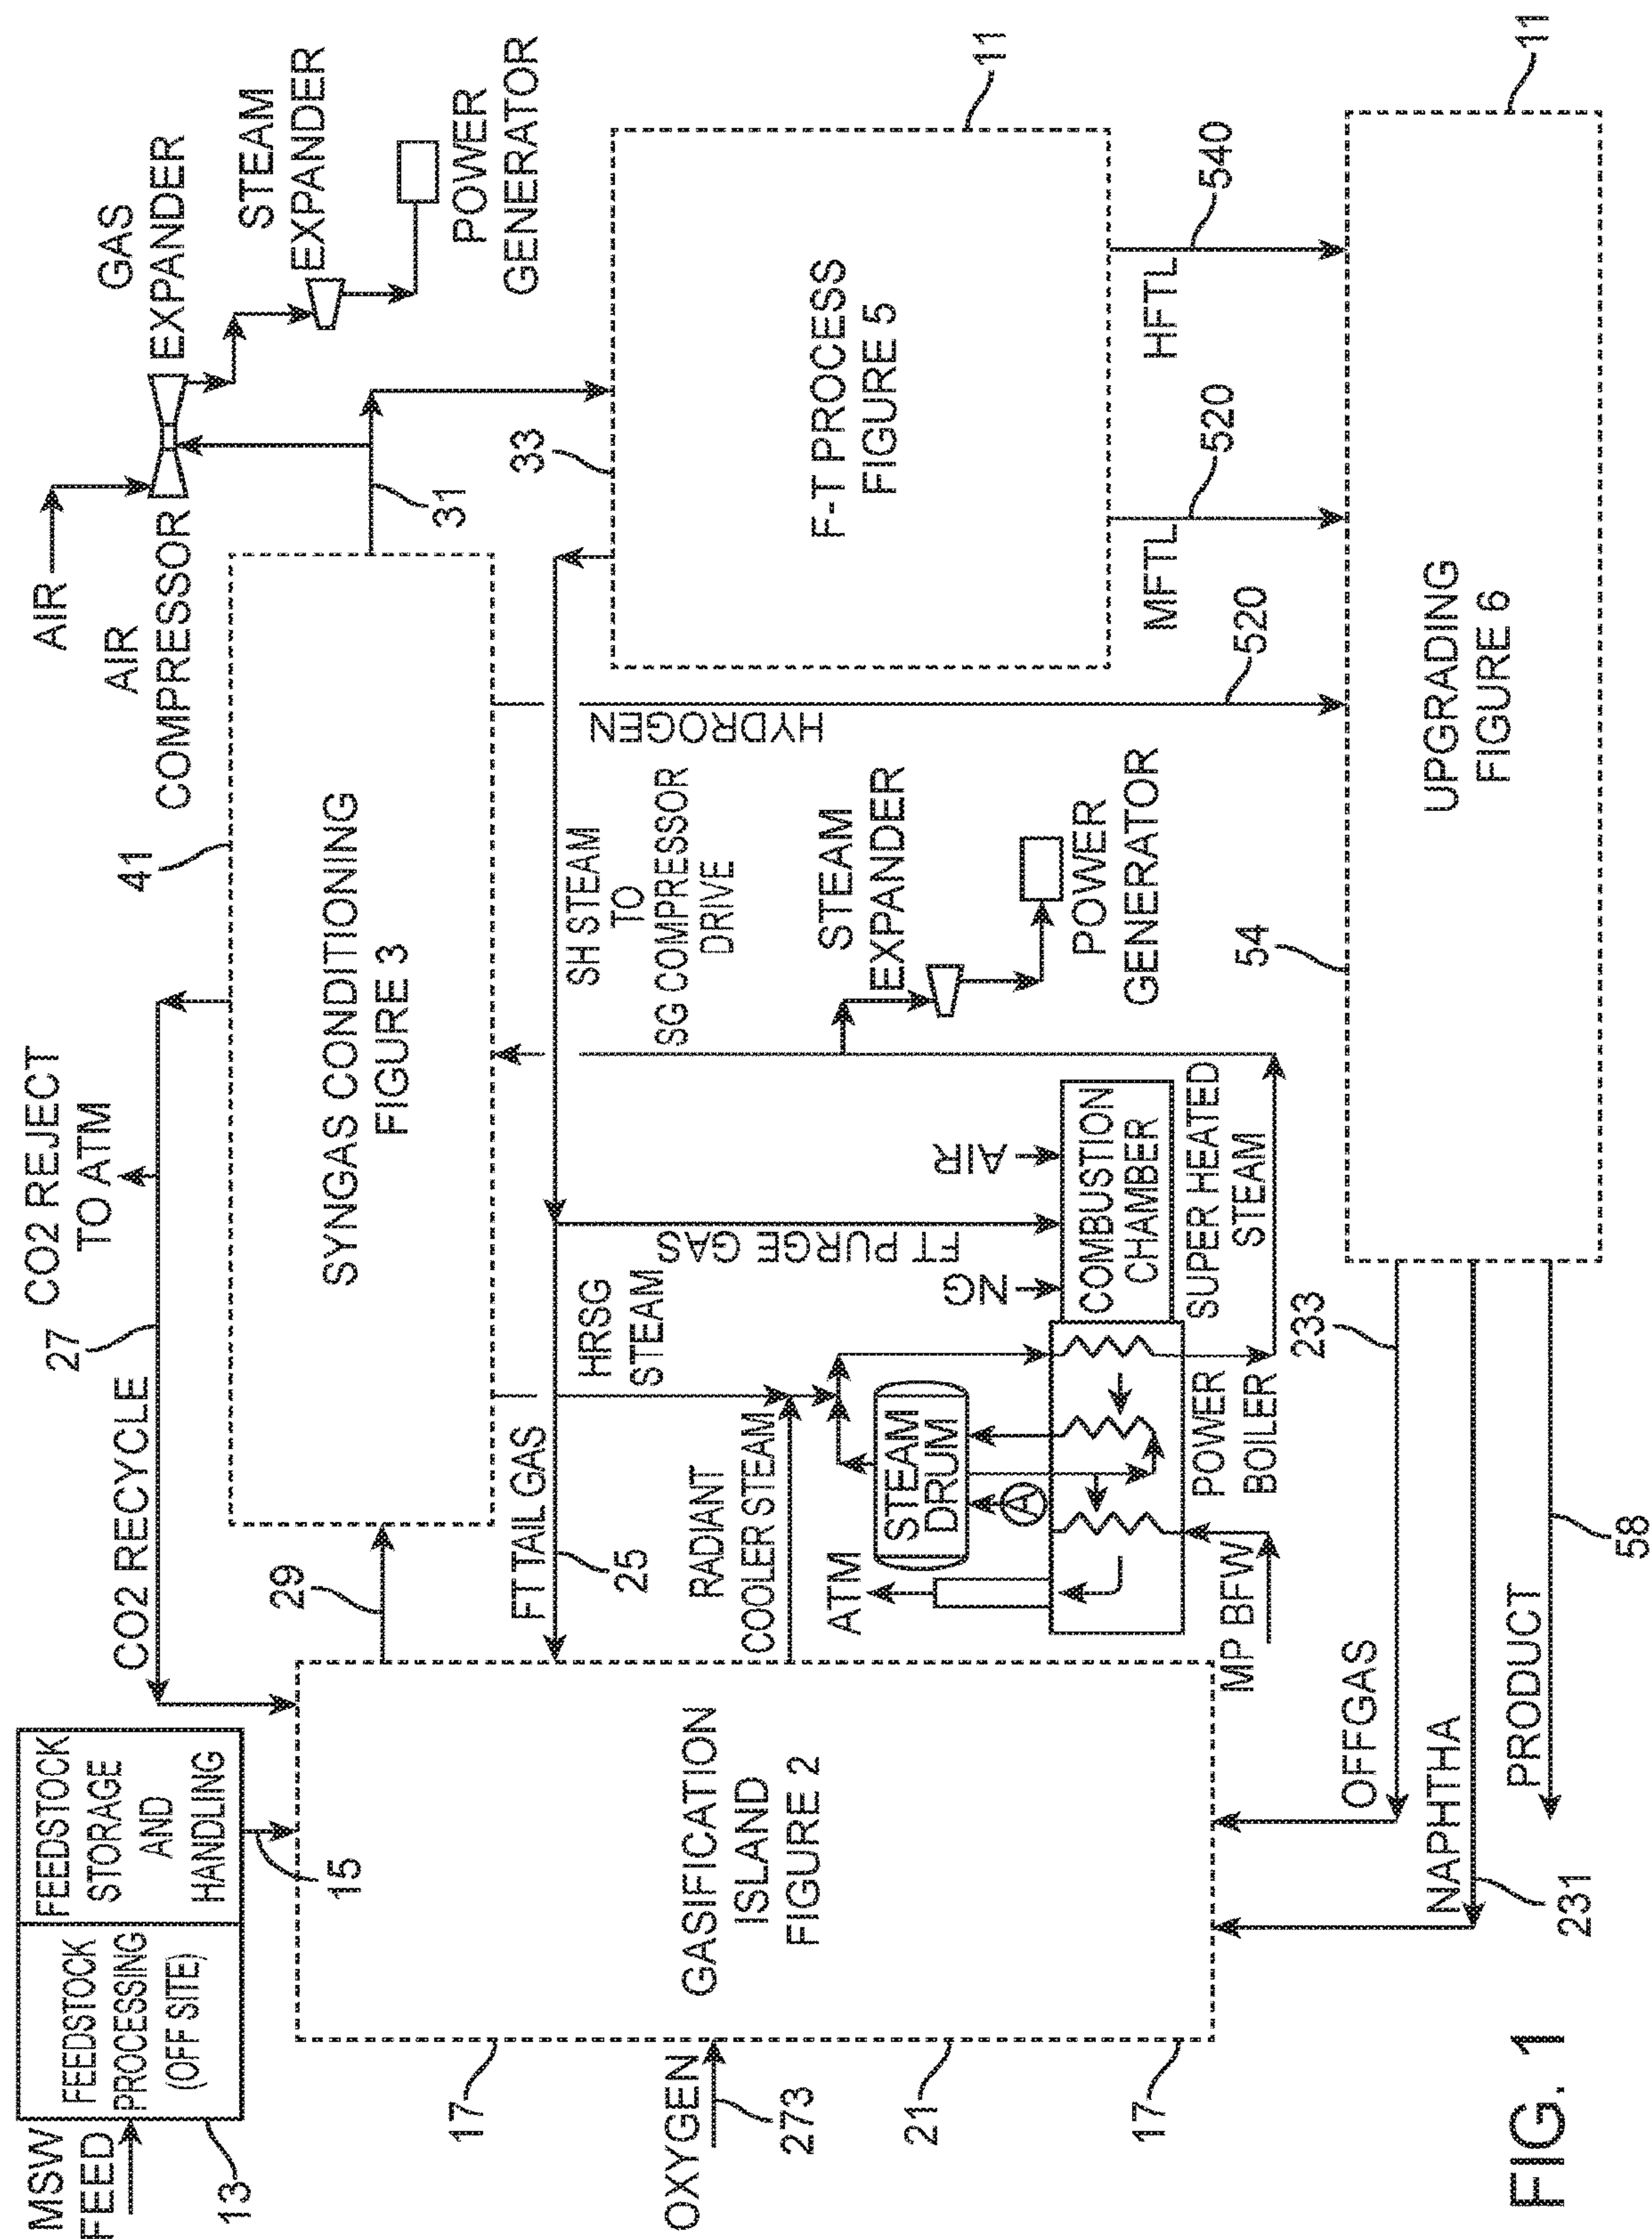 MSW
FEED
13
FEEDSTOCK
PROCESSING
(OFF SITE)
FEEDSTOCK
STORAGE
AND
HANDLING
15
CO2 RECYCLE
27
CO2 REJECT
TO ATM
41
AIR
AIR
COMPRESSOR
GAS
EXPANDER
STEAM
EXPANDER
POWER
GENERATOR
29
SYNGAS CONDITIONING
FIGURE 3
31
33
17
OXYGEN
273
21
17
GASIFICATION
ISLAND
FIGURE 2
FT TAIL GAS
25
HRSG
STEAM
RADIANT
COOLER STEAM
FT PURGE GAS
SH STEAM
TO
SG COMPRESSOR
DRIVE
HYDROGEN
STEAM
EXPANDER
POWER
GENERATOR
ATM
STEAM
DRUM
A
NG
AIR
COMBUSTION
CHAMBER
SUPER HEATED
STEAM
POWER
BOILER
MP BFW
F-T PROCESS
FIGURE 5
11
520
MFTL
520
HFTL
540
54
UPGRADING
FIGURE 6
11
OFFGAS
233
NAPHTHA
231
PRODUCT
58
FIG. 1